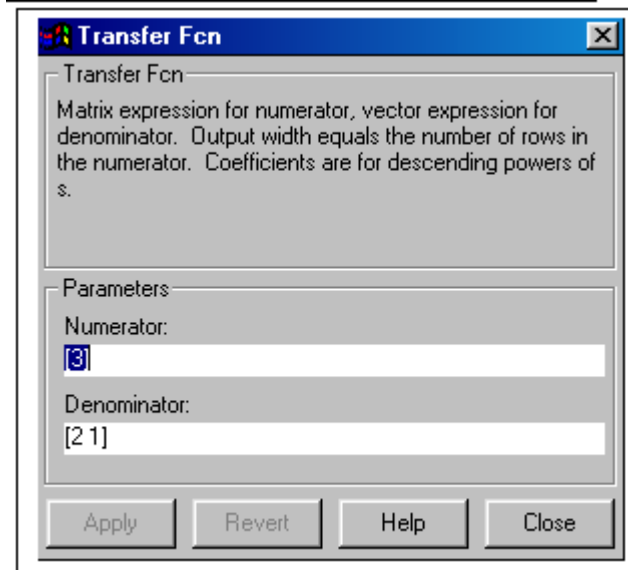 Transfer Fcn
Transfer Fcn
Matrix expression for numerator, vector expression for
denominator. Output width equals the number of rows in
the numerator. Coefficients are for descending powers of
s.
Parameters
Numerator:
[3]
Denominator:
[2 1]
Apply Revert Help Close